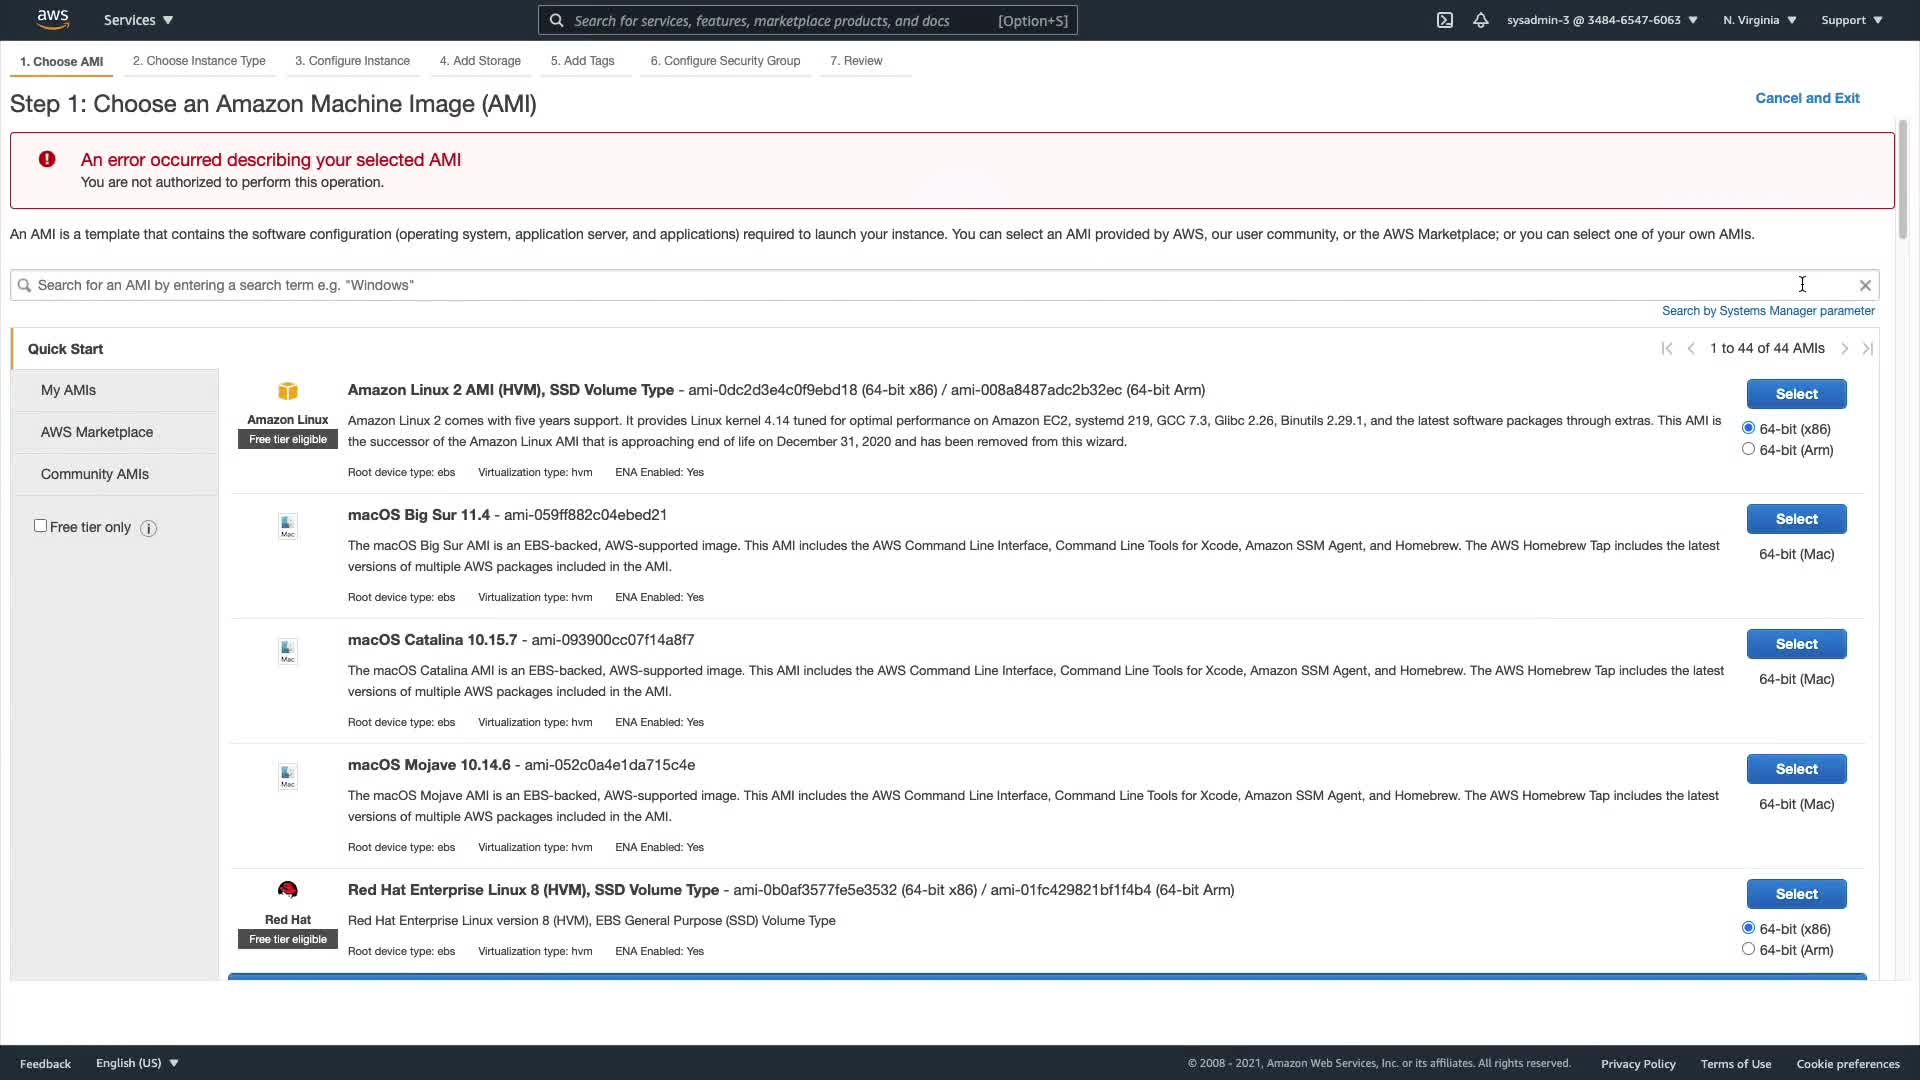 aws
Services
Search for services, features, marketplace products, and docs
[Option+S]
sysadmin-3 @ 3484-6547-6063
N. Virginia
Support
1. Choose AMI
2. Choose Instance Type
3. Configure Instance
4. Add Storage
5. Add Tags
6. Configure Security Group
7. Review
Step 1: Choose an Amazon Machine Image (AMI)
Cancel and Exit
An error occurred describing your selected AMI
You are not authorized to perform this operation.
An AMI is a template that contains the software configuration (operating system, application server, and applications) required to launch your instance. You can select an AMI provided by AWS, our user community, or the AWS Marketplace; or you can select one of your own AMIs.
Search for an AMI by entering a search term e.g. "Windows"
Search by Systems Manager parameter
Quick Start
1 to 44 of 44 AMIs
My AMIs
AWS Marketplace
Community AMIs
Free tier only
Amazon Linux
Free tier eligible
Amazon Linux 2 AMI (HVM), SSD Volume Type - ami-0dc2d3e4c0f9ebd18 (64-bit x86) / ami-008a8487adc2b32ec (64-bit Arm)
Amazon Linux 2 comes with five years support. It provides Linux kernel 4.14 tuned for optimal performance on Amazon EC2, systemd 219, GCC 7.3, Glibc 2.26, Binutils 2.29.1, and the latest software packages through extras. This AMI is
the successor of the Amazon Linux AMI that is approaching end of life on December 31, 2020 and has been removed from this wizard.
Root device type: ebs Virtualization type: hvm ENA Enabled: Yes
Select
64-bit (x86)
64-bit (Arm)
Mac
macOS Big Sur 11.4 - ami-059ff882c04ebed21
The macOS Big Sur AMI is an EBS-backed, AWS-supported image. This AMI includes the AWS Command Line Interface, Command Line Tools for Xcode, Amazon SSM Agent, and Homebrew. The AWS Homebrew Tap includes the latest
versions of multiple AWS packages included in the AMI.
Root device type: ebs Virtualization type: hvm ENA Enabled: Yes
Select
64-bit (Mac)
Mac
macOS Catalina 10.15.7 - ami-093900cc07f14a8f7
The macOS Catalina AMI is an EBS-backed, AWS-supported image. This AMI includes the AWS Command Line Interface, Command Line Tools for Xcode, Amazon SSM Agent, and Homebrew. The AWS Homebrew Tap includes the latest
versions of multiple AWS packages included in the AMI.
Root device type: ebs Virtualization type: hvm ENA Enabled: Yes
Select
64-bit (Mac)
Mac
macOS Mojave 10.14.6 - ami-052c0a4e1da715c4e
The macOS Mojave AMI is an EBS-backed, AWS-supported image. This AMI includes the AWS Command Line Interface, Command Line Tools for Xcode, Amazon SSM Agent, and Homebrew. The AWS Homebrew Tap includes the latest
versions of multiple AWS packages included in the AMI.
Root device type: ebs Virtualization type: hvm ENA Enabled: Yes
Select
64-bit (Mac)
Red Hat
Free tier eligible
Red Hat Enterprise Linux 8 (HVM), SSD Volume Type - ami-0b0af3577fe5e3532 (64-bit x86) / ami-01fc429821bf1f4b4 (64-bit Arm)
Red Hat Enterprise Linux version 8 (HVM), EBS General Purpose (SSD) Volume Type
Root device type: ebs Virtualization type: hvm ENA Enabled: Yes
Select
64-bit (x86)
64-bit (Arm)
Feedback
English (US)
© 2008 - 2021, Amazon Web Services, Inc. or its affiliates. All rights reserved.
Privacy Policy
Terms of Use
Cookie preferences